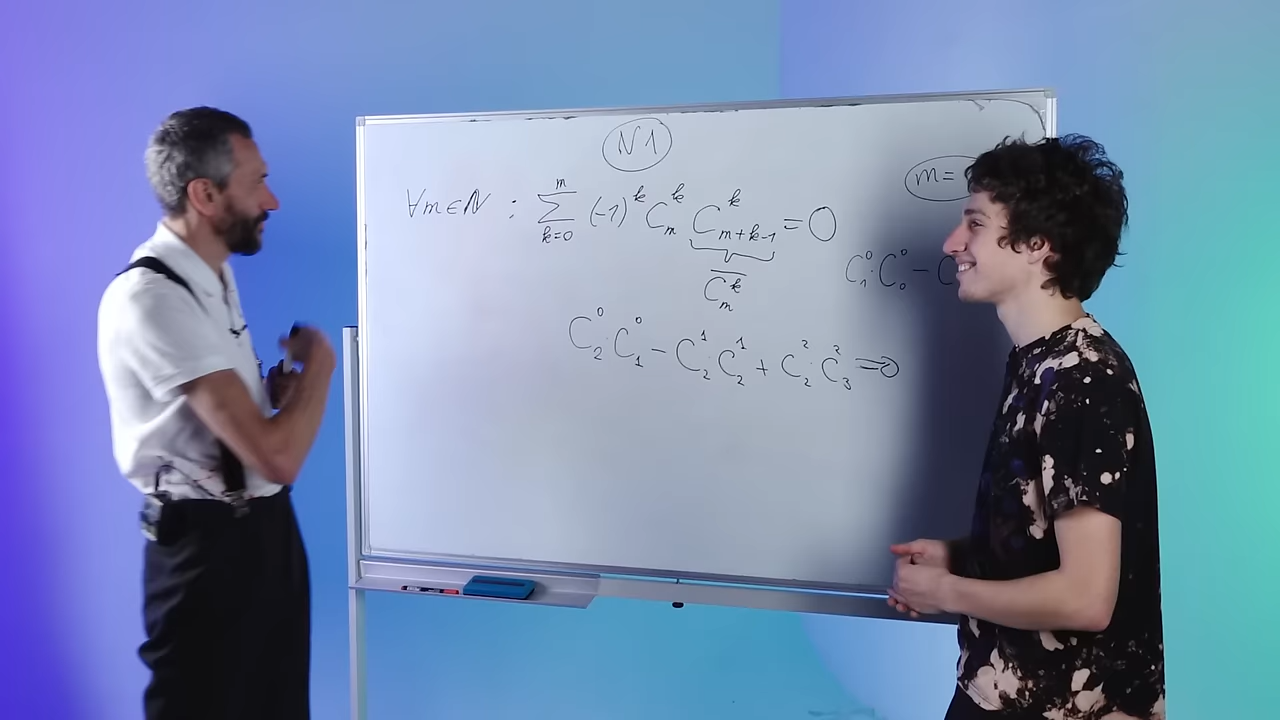 N1
m=
∀m∈N : ∑_{k=0}^{m} (-1)^k C_m^k C_{m+k-1}^k = 0
\overline{C_m^k}
C_1^0 · C_0^0 - C
C_2^0 · C_1^0 - C_2^1 · C_2^1 + C_2^2 · C_3^2 = 0